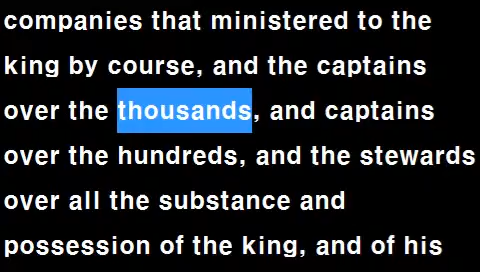 companies that ministered to the
king by course, and the captains
over the thousands, and captains
over the hundreds, and the stewards
over all the substance and
possession of the king, and of his